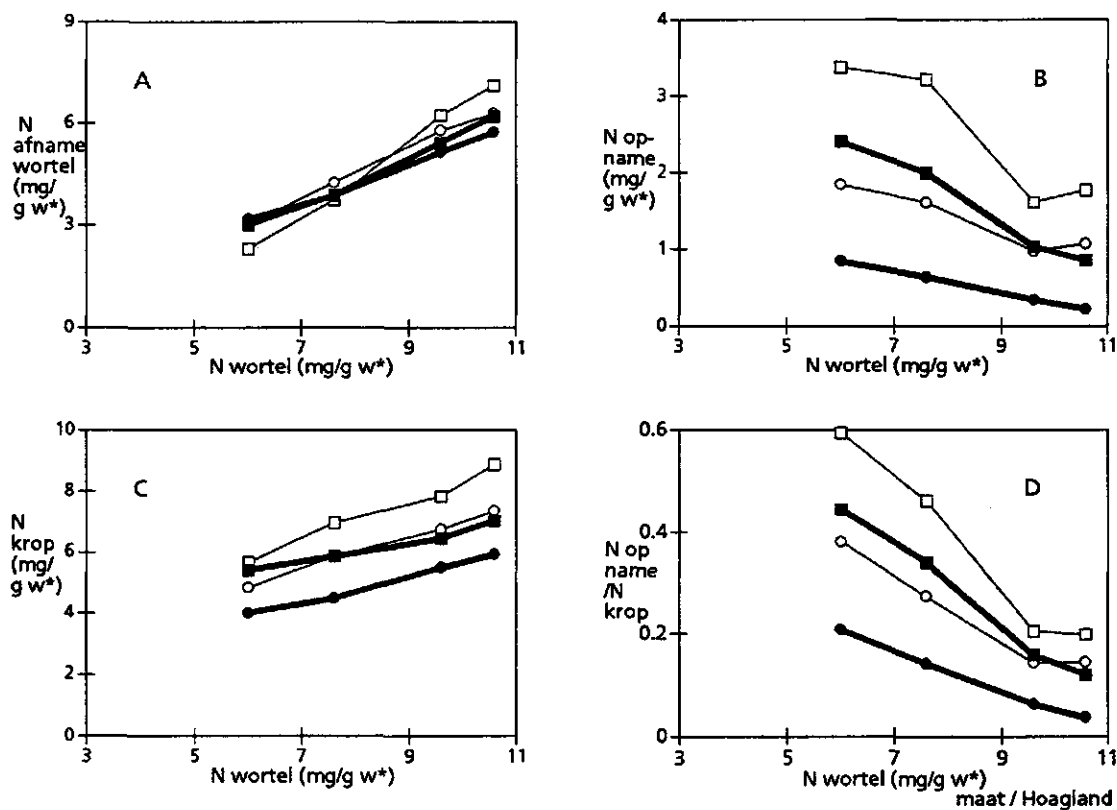 9
6
3
0
A
N
afname
wortel
(mg/
g w*)
3 5 7 9 11
N wortel (mg/g w*)
4
3
2
1
0
B
N op-
name
(mg/
g w*)
3 5 7 9 11
N wortel (mg/g w*)
10
8
6
4
2
0
C
N
krop
(mg/
g w*)
3 5 7 9 11
N wortel (mg/g w*)
0.6
0.4
0.2
0
D
N op
name
/N
krop
3 5 7 9 11
N wortel (mg/g w*)
maat / Hoagland